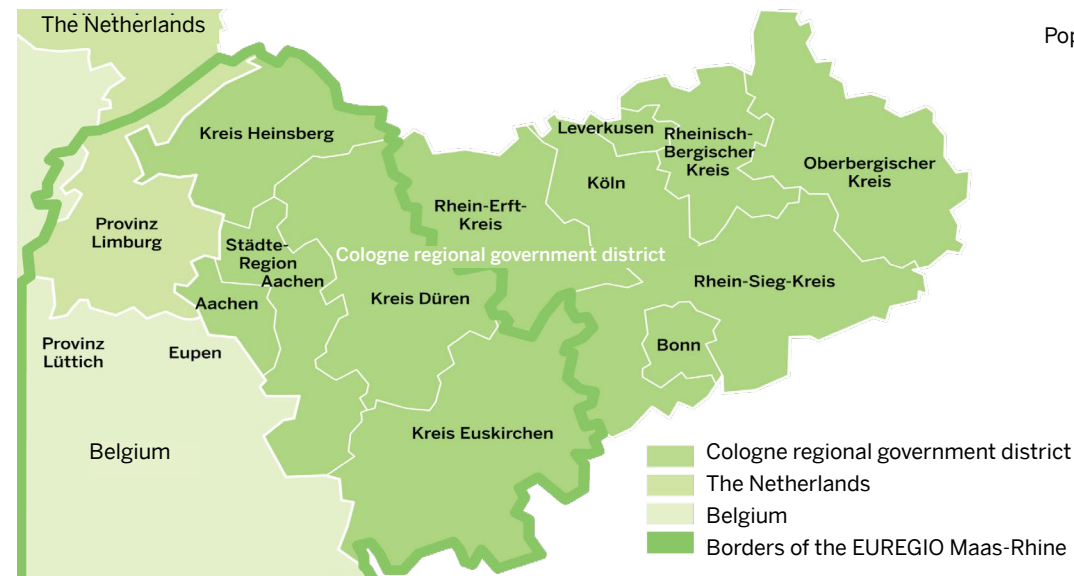 The Netherlands
Kreis Heinsberg
Leverkusen
Rheinisch-
Bergischer
Kreis
Oberbergischer
Kreis
Köln
Rhein-Erft-
Kreis
Provinz
Limburg
Städte-
Region
Aachen
Cologne regional government district
Aachen
Kreis Düren
Rhein-Sieg-Kreis
Provinz
Lüttich
Eupen
Bonn
Kreis Euskirchen
Belgium
Cologne regional government district
The Netherlands
Belgium
Borders of the EUREGIO Maas-Rhine